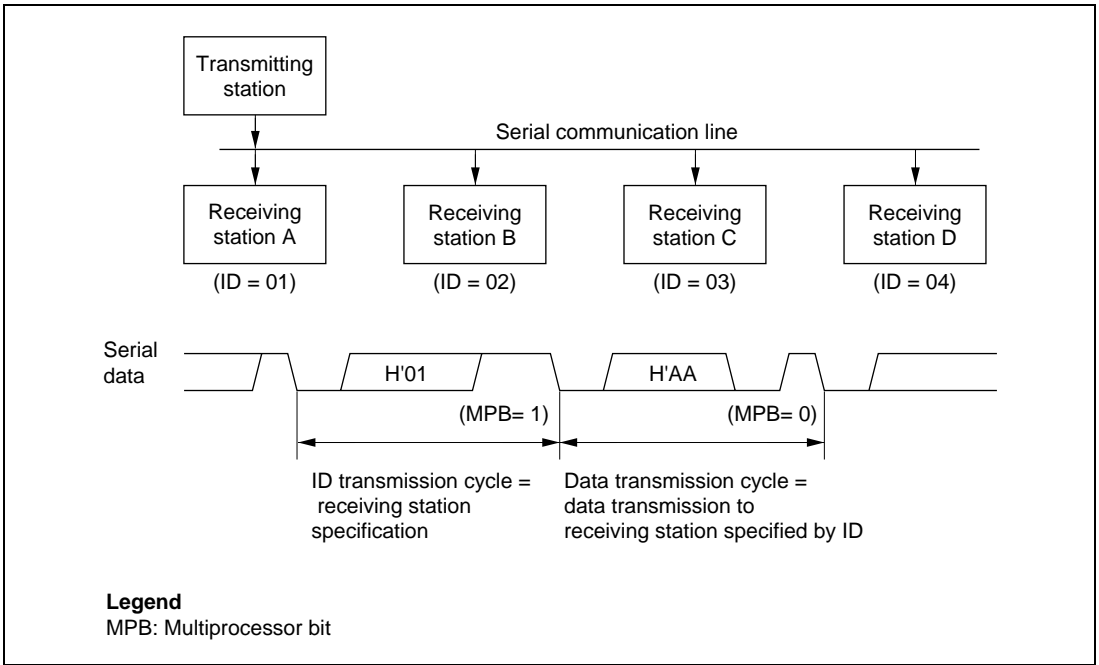 Transmitting
station
Serial communication line
Receiving
station A
Receiving
station B
Receiving
station C
Receiving
station D
(ID = 01)
(ID = 02)
(ID = 03)
(ID = 04)
Serial
data
H'01
H'AA
(MPB= 1)
(MPB= 0)
ID transmission cycle =
receiving station
specification
Data transmission cycle =
data transmission to
receiving station specified by ID
Legend
MPB: Multiprocessor bit